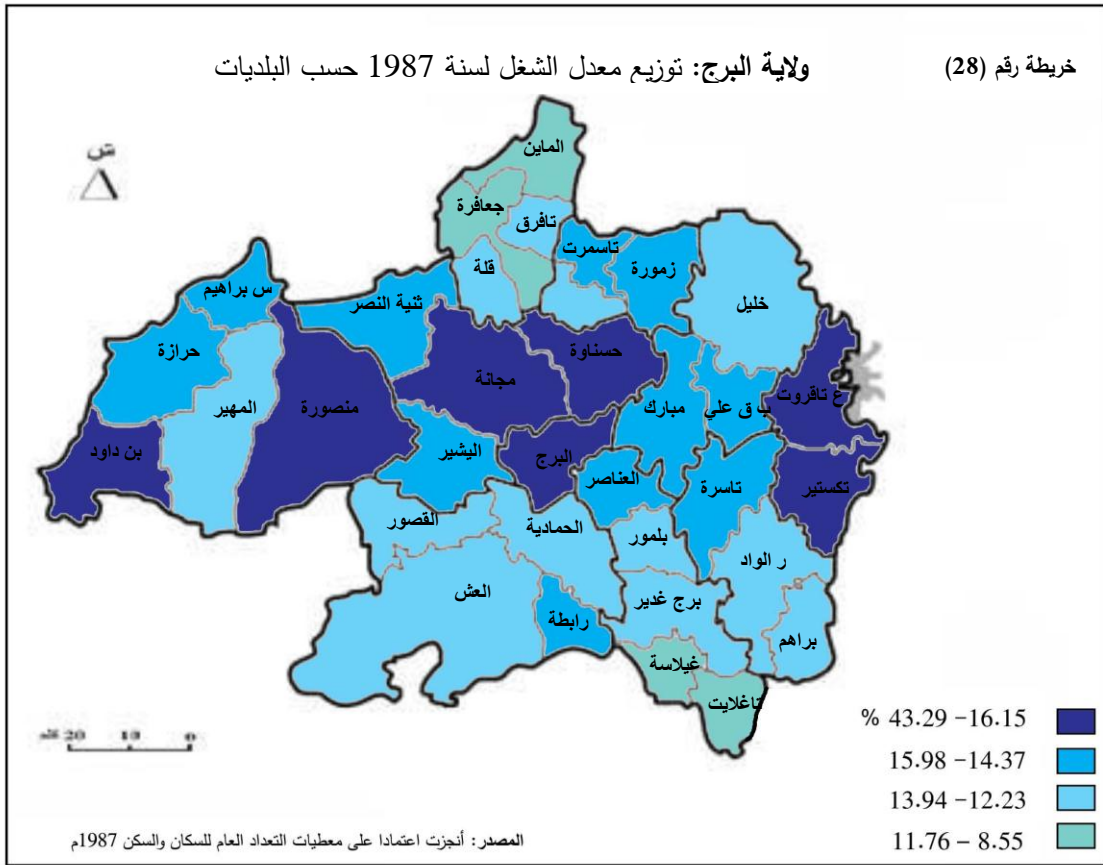 خريطة رقم (28)
ولاية البرج: توزيع معدل الشغل لسنة 1987 حسب البلديات
ش
الماين
جعافرة
تافرق
تاسمرت
زمورة
قلة
خليل
س براهيم
ثنية النصر
حرازة
حسناوة
مجانة
ع تاقروت
ب ق علي
مبارك
منصورة
المهير
بن داود
اليشير
البرج
العناصر
تاسرة
تكستير
القصور
الحمادية
بلمور
ر الواد
العش
برج غدير
رابطة
براهم
غيلاسة
تاغلايت
% 43.29 –16.15
15.98 –14.37
13.94 –12.23
11.76 – 8.55
0 10 20 كلم
المصدر: أنجزت اعتمادا على معطيات التعداد العام للسكان والسكن 1987م